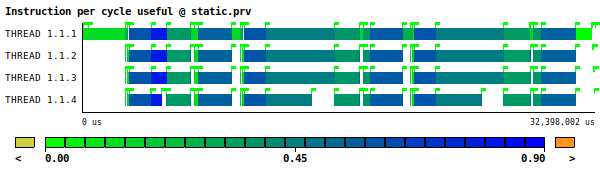 Instruction per cycle useful @ static.prv
THREAD 1.1.1
THREAD 1.1.2
THREAD 1.1.3
THREAD 1.1.4
0 us 32,398,002 us
< 0.00 0.45 0.90 >